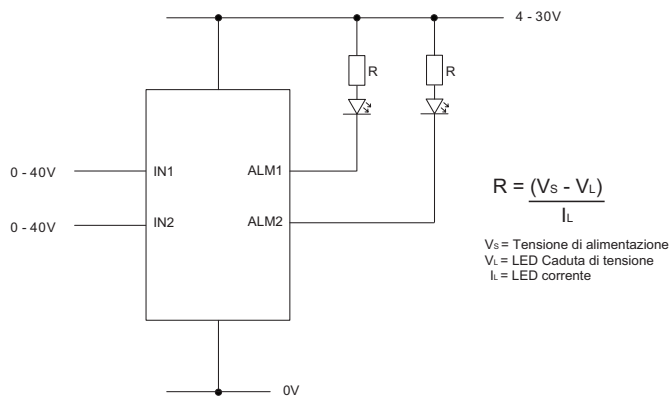 4 - 30V
R
R
0 - 40V
IN1
ALM1
0 - 40V
IN2
ALM2
R = (VS - VL)
IL
VS = Tensione di alimentazione
VL = LED Caduta di tensione
IL = LED corrente
0V